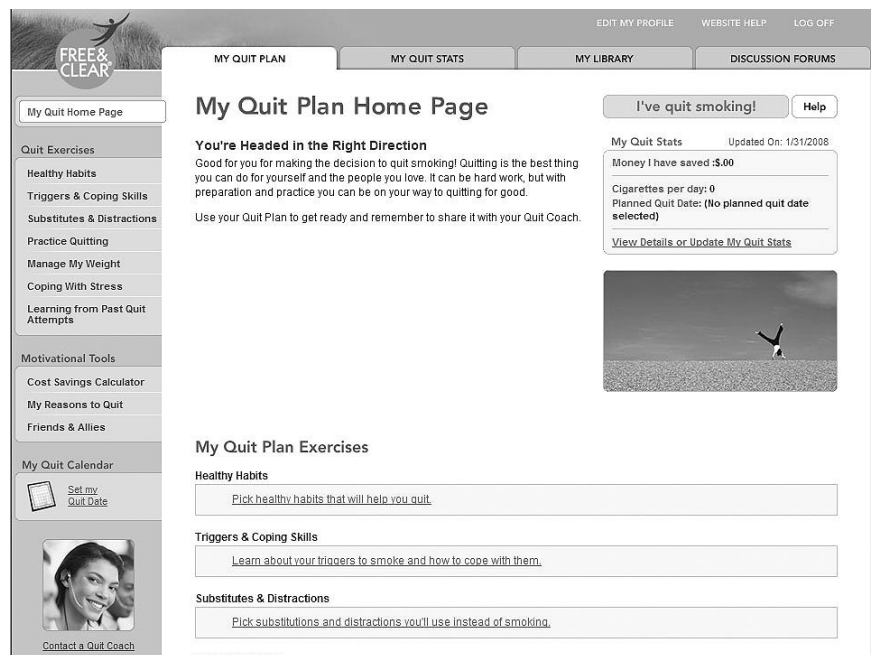 EDIT MY PROFILE WEBSITE HELP LOG OFF
FREE&
CLEAR
MY QUIT PLAN MY QUIT STATS MY LIBRARY DISCUSSION FORUMS
My Quit Home Page
Quit Exercises
Healthy Habits
Triggers & Coping Skills
Substitutes & Distractions
Practice Quitting
Manage My Weight
Coping With Stress
Learning from Past Quit
Attempts
Motivational Tools
Cost Savings Calculator
My Reasons to Quit
Friends & Allies
My Quit Calendar
Set my
Quit Date
Contact a Quit Coach
My Quit Plan Home Page
You're Headed in the Right Direction
Good for you for making the decision to quit smoking! Quitting is the best thing
you can do for yourself and the people you love. It can be hard work, but with
preparation and practice you can be on your way to quitting for good.
Use your Quit Plan to get ready and remember to share it with your Quit Coach.
I've quit smoking! Help
My Quit Stats Updated On: 1/31/2008
Money I have saved :$.00
Cigarettes per day: 0
Planned Quit Date: (No planned quit date
selected)
View Details or Update My Quit Stats
My Quit Plan Exercises
Healthy Habits
Pick healthy habits that will help you quit.
Triggers & Coping Skills
Learn about your triggers to smoke and how to cope with them.
Substitutes & Distractions
Pick substitutions and distractions you'll use instead of smoking.